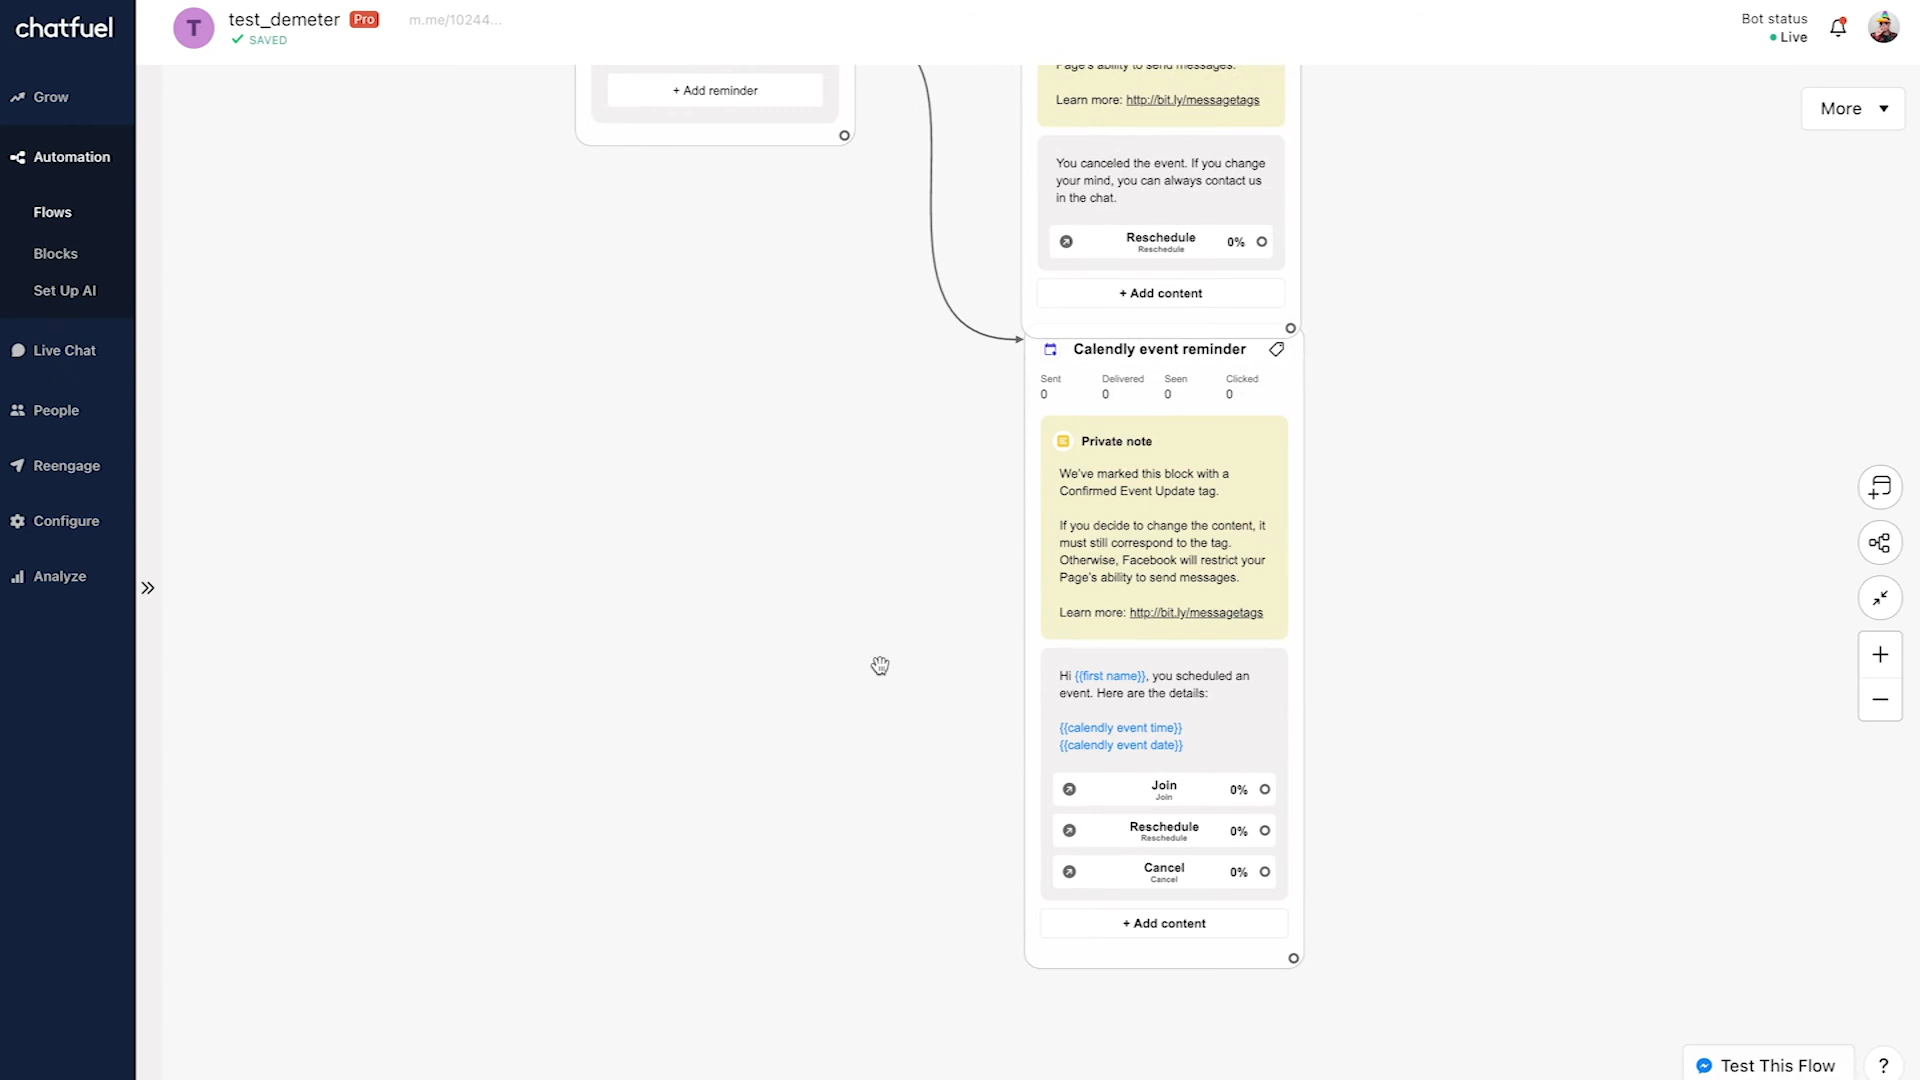 chatfuel
T
test_demeter Pro m.me/10244...
SAVED
Bot status
Live
Grow
Automation
Flows
Blocks
Set Up AI
Live Chat
People
Reengage
Configure
Analyze
More
+ Add reminder
Page's ability to send messages.
Learn more: http://bit.ly/messagetags
You canceled the event. If you change
your mind, you can always contact us
in the chat.
Reschedule 0%
Reschedule
+ Add content
Calendly event reminder
Sent Delivered Seen Clicked
0 0 0 0
Private note
We've marked this block with a
Confirmed Event Update tag.
If you decide to change the content, it
must still correspond to the tag.
Otherwise, Facebook will restrict your
Page's ability to send messages.
Learn more: http://bit.ly/messagetags
Hi {{first name}}, you scheduled an
event. Here are the details:
{{calendly event time}}
{{calendly event date}}
Join 0%
Join
Reschedule 0%
Reschedule
Cancel 0%
Cancel
+ Add content
Test This Flow
?